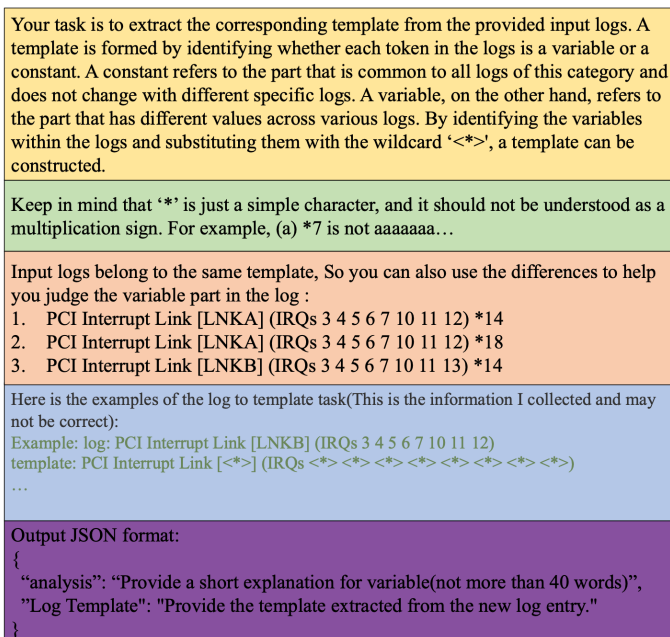 Your task is to extract the corresponding template from the provided input logs. A
template is formed by identifying whether each token in the logs is a variable or a
constant. A constant refers to the part that is common to all logs of this category and
does not change with different specific logs. A variable, on the other hand, refers to
the part that has different values across various logs. By identifying the variables
within the logs and substituting them with the wildcard ‘<*>', a template can be
constructed.
Keep in mind that ‘*’ is just a simple character, and it should not be understood as a
multiplication sign. For example, (a) *7 is not aaaaaaa…
Input logs belong to the same template, So you can also use the differences to help
you judge the variable part in the log :
1. PCI Interrupt Link [LNKA] (IRQs 3 4 5 6 7 10 11 12) *14
2. PCI Interrupt Link [LNKA] (IRQs 3 4 5 6 7 10 11 12) *18
3. PCI Interrupt Link [LNKB] (IRQs 3 4 5 6 7 10 11 13) *14
Here is the examples of the log to template task(This is the information I collected and may
not be correct):
Example: log: PCI Interrupt Link [LNKB] (IRQs 3 4 5 6 7 10 11 12)
template: PCI Interrupt Link [<*>] (IRQs <*> <*> <*> <*> <*> <*> <*> <*>)
…
Output JSON format:
{
“analysis”: “Provide a short explanation for variable(not more than 40 words)”,
”Log Template": "Provide the template extracted from the new log entry."
}